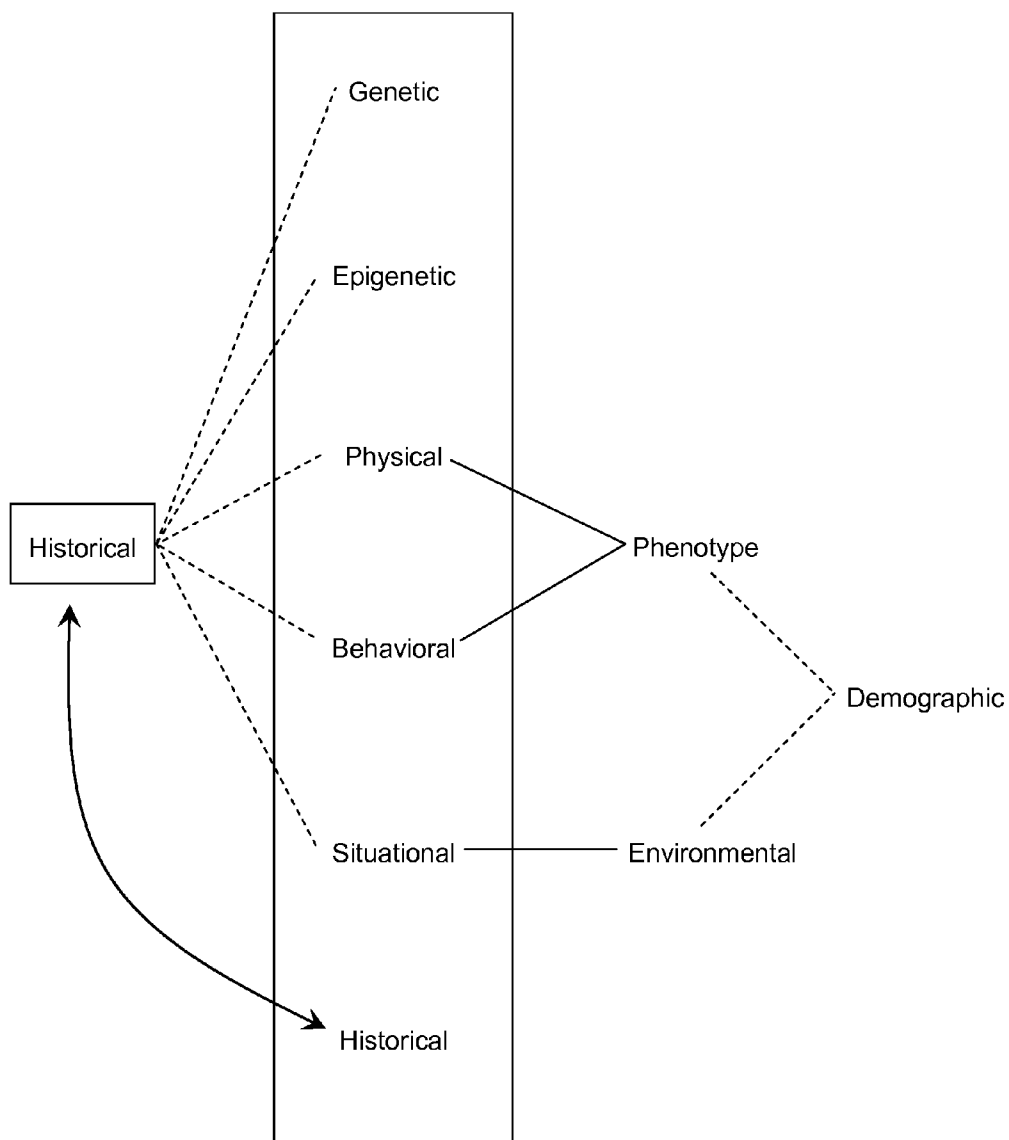 Genetic
Epigenetic
Physical
Historical
Phenotype
Behavioral
Demographic
Situational
Environmental
Historical